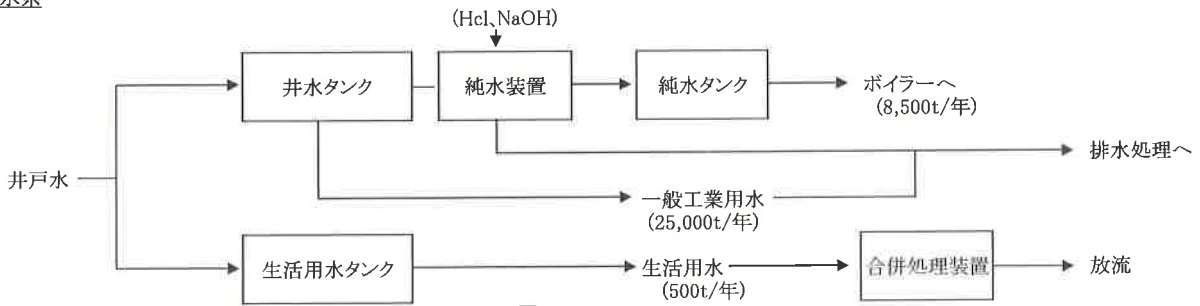 (Hcl、NaOH)
井水タンク
純水装置
純水タンク
ボイラーへ
(8,500t/年)
排水処理へ
井戸水
一般工業用水
(25,000t/年)
生活用水タンク
生活用水
(500t/年)
合併処理装置
放流